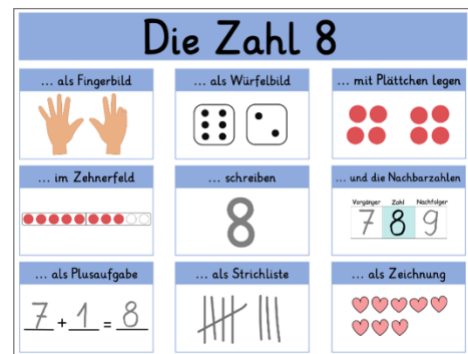 Die Zahl 8
... als Fingerbild
... als Würfelbild
... mit Plättchen legen
... im Zehnerfeld
... schreiben
... und die Nachbarzahlen
8
Vorgänger Zahl Nachfolger
7 8 9
... als Plusaufgabe
... als Strichliste
... als Zeichnung
7 + 1 = 8